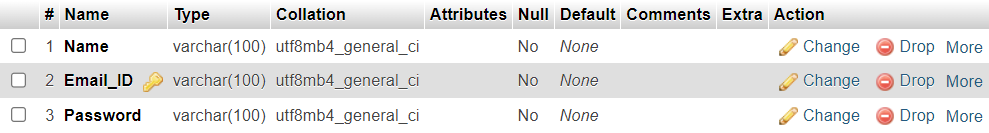 # Name Type Collation Attributes Null Default Comments Extra Action
1 Name varchar(100) utf8mb4_general_ci No None Change Drop More
2 Email_ID varchar(100) utf8mb4_general_ci No None Change Drop More
3 Password varchar(100) utf8mb4_general_ci No None Change Drop More